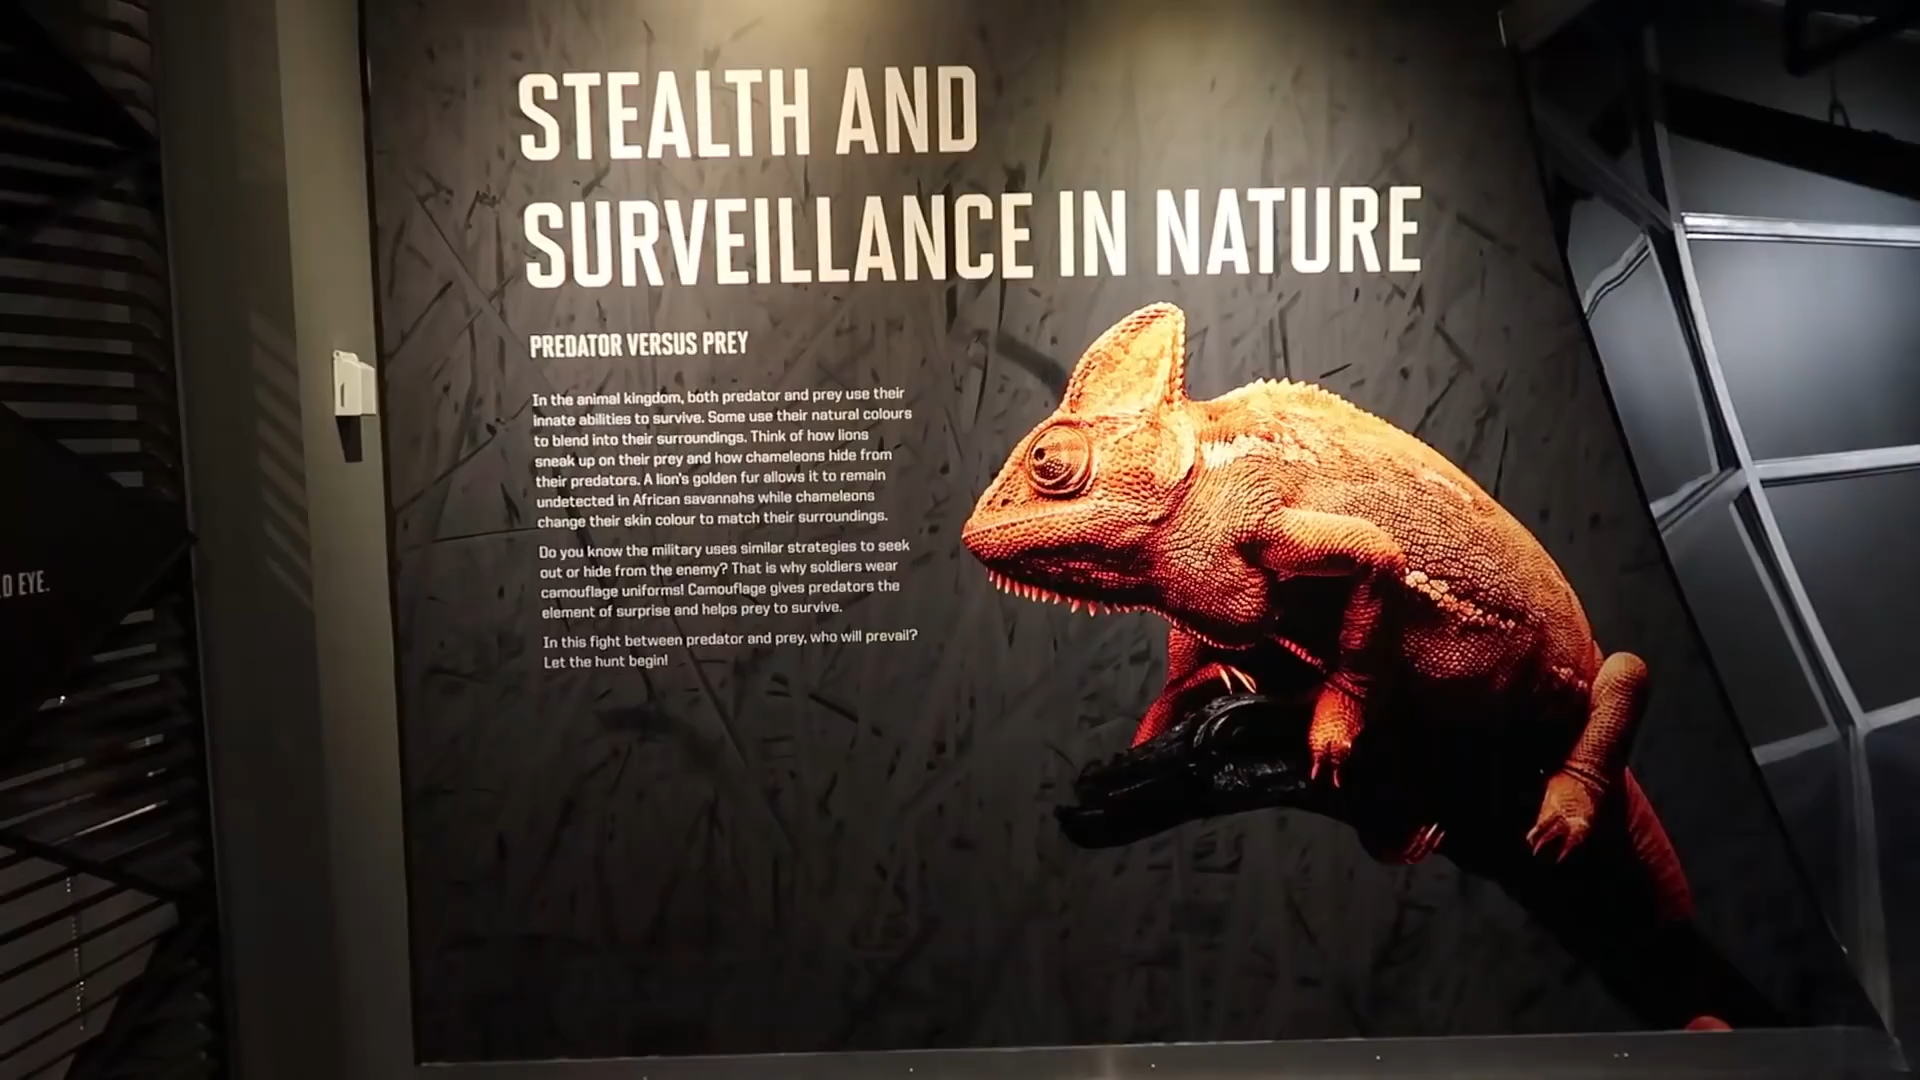 STEALTH AND
SURVEILLANCE IN NATURE
PREDATOR VERSUS PREY
In the animal kingdom, both predator and prey use their
innate abilities to survive. Some use their natural colours
to blend into their surroundings. Think of how lions
sneak up on their prey and how chameleons hide from
their predators. A lion's golden fur allows it to remain
undetected in African savannahs while chameleons
change their skin colour to match their surroundings.
Do you know the military uses similar strategies to seek
out or hide from the enemy? That is why soldiers wear
camouflage uniforms! Camouflage gives predators the
element of surprise and helps prey to survive.
In this fight between predator and prey, who will prevail?
Let the hunt begin!
EYE.